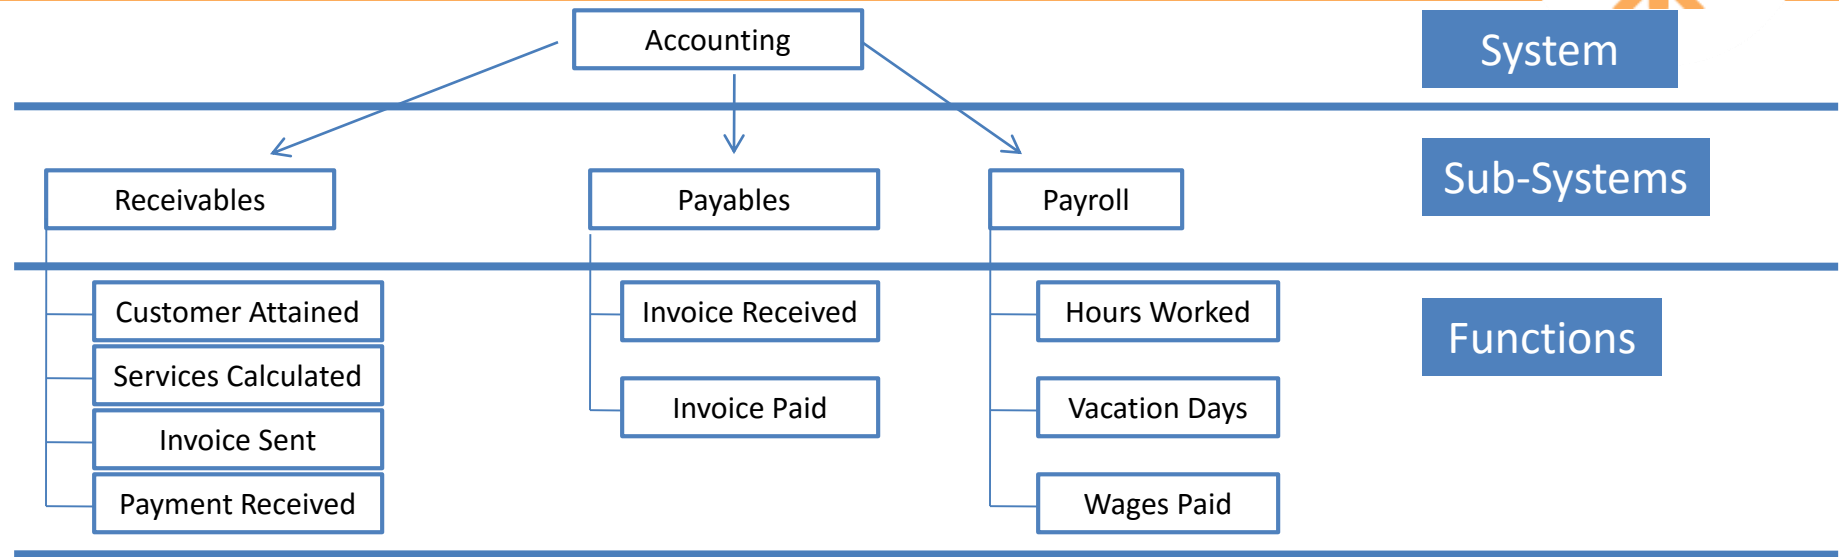 Accounting
System
Receivables
Payables
Payroll
Sub-Systems
Customer Attained
Invoice Received
Hours Worked
Functions
Services Calculated
Invoice Paid
Vacation Days
Invoice Sent
Payment Received
Wages Paid